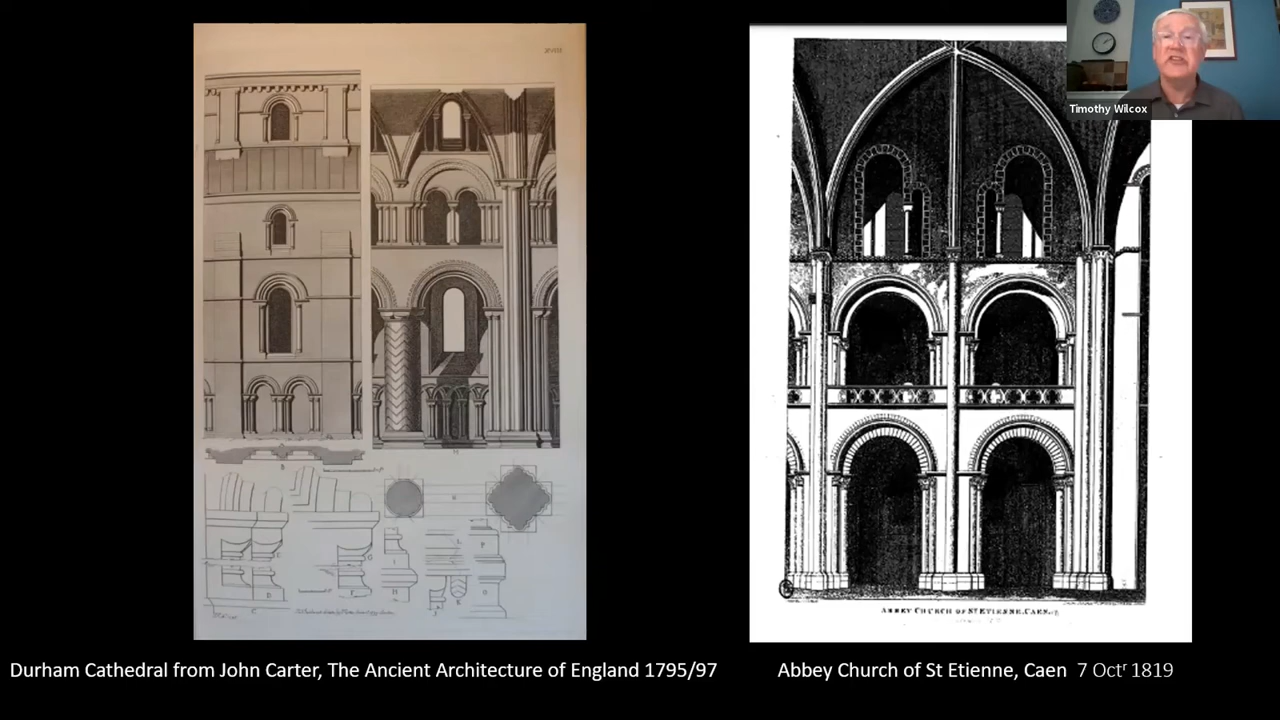 XVIII
Timothy Wilcox
ABBEY CHURCH OF ST ETIENNE, CAEN
Durham Cathedral from John Carter, The Ancient Architecture of England 1795/97
Abbey Church of St Etienne, Caen 7 Octr 1819